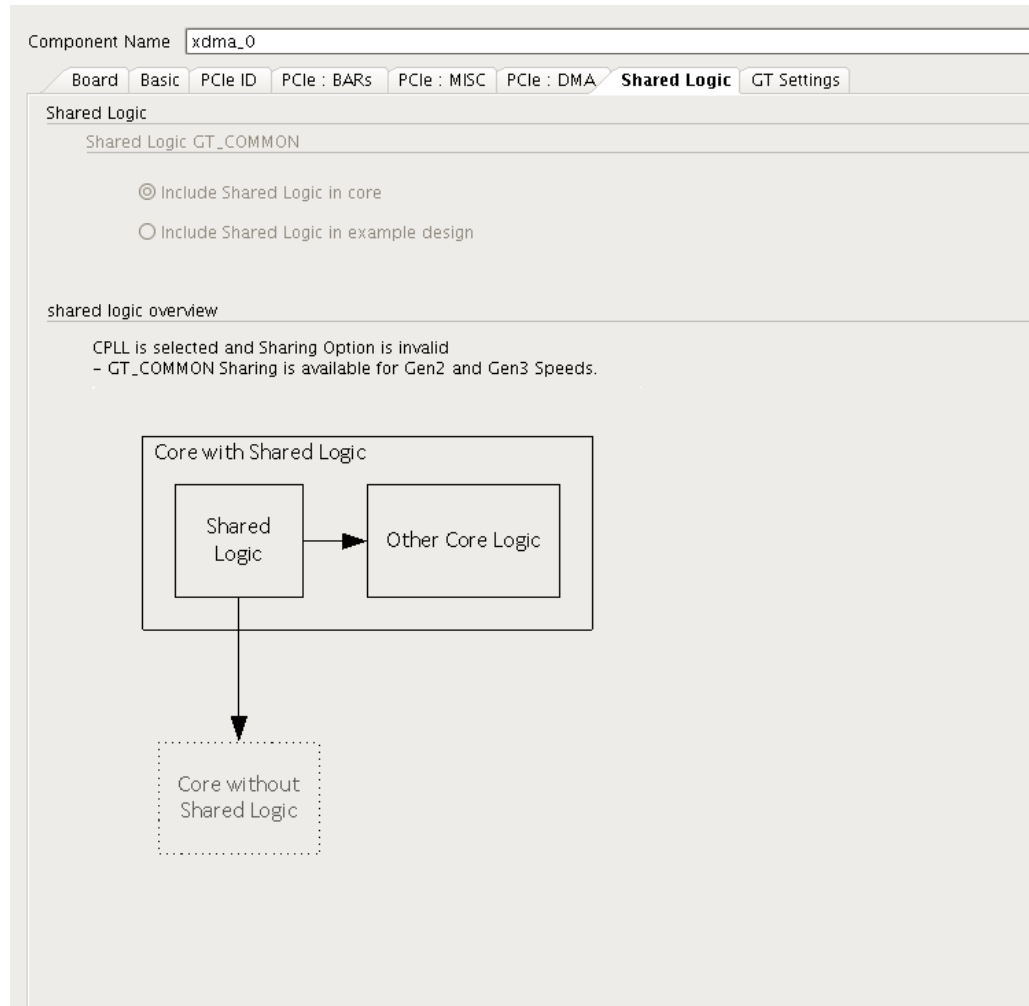 Component Name xdma_0
Board Basic PCIe ID PCIe : BARs PCIe : MISC PCIe : DMA Shared Logic GT Settings
Shared Logic
Shared Logic GT_COMMON
Include Shared Logic in core
Include Shared Logic in example design
shared logic overview
CPLL is selected and Sharing Option is invalid
- GT_COMMON Sharing is available for Gen2 and Gen3 Speeds.
Core with Shared Logic
Shared
Logic
Other Core Logic
Core without
Shared Logic